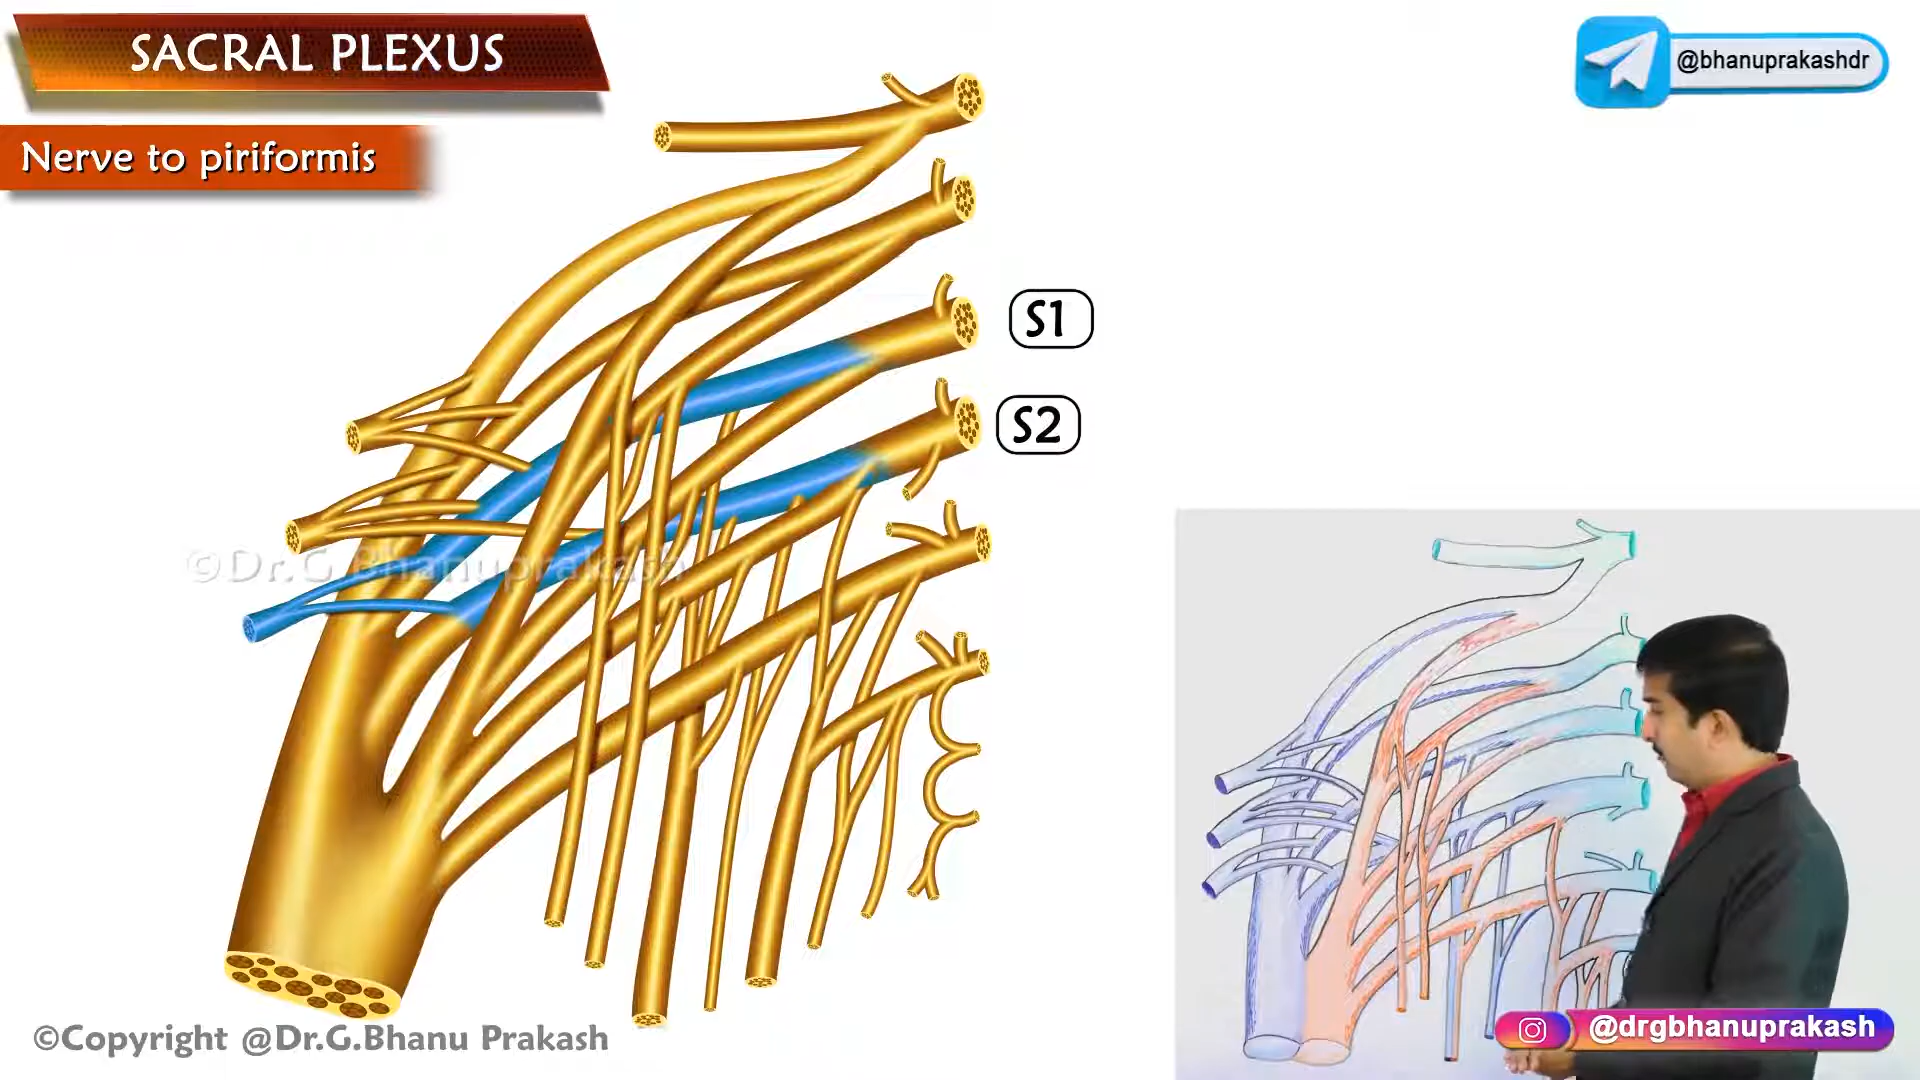 SACRAL PLEXUS
@bhanuprakashdr
Nerve to piriformis
S1
S2
©Dr.G.Bhanuprakash
@drgbhanuprakash
©Copyright @Dr.G.Bhanu Prakash